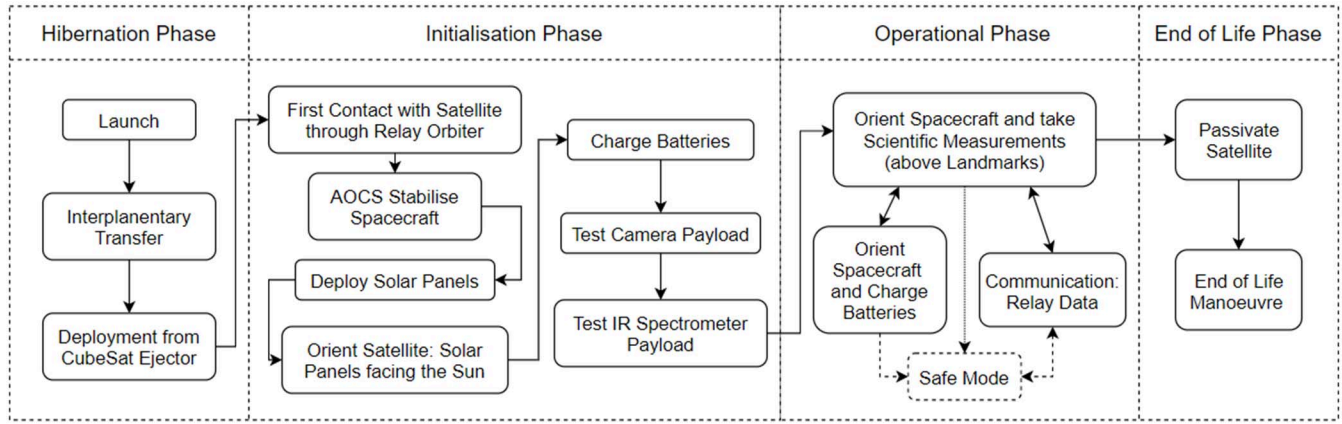 Hibernation Phase
Launch
Interplanentary
Transfer
Deployment from
CubeSat Ejector
Initialisation Phase
First Contact with Satellite
through Relay Orbiter
AOCS Stabilise
Spacecraft
Deploy Solar Panels
Orient Satellite: Solar
Panels facing the Sun
Charge Batteries
Test Camera Payload
Test IR Spectrometer
Payload
Operational Phase
Orient Spacecraft and take
Scientific Measurements
(above Landmarks)
Orient
Spacecraft
and Charge
Batteries
Communication:
Relay Data
Safe Mode
End of Life Phase
Passivate
Satellite
End of Life
Manoeuvre